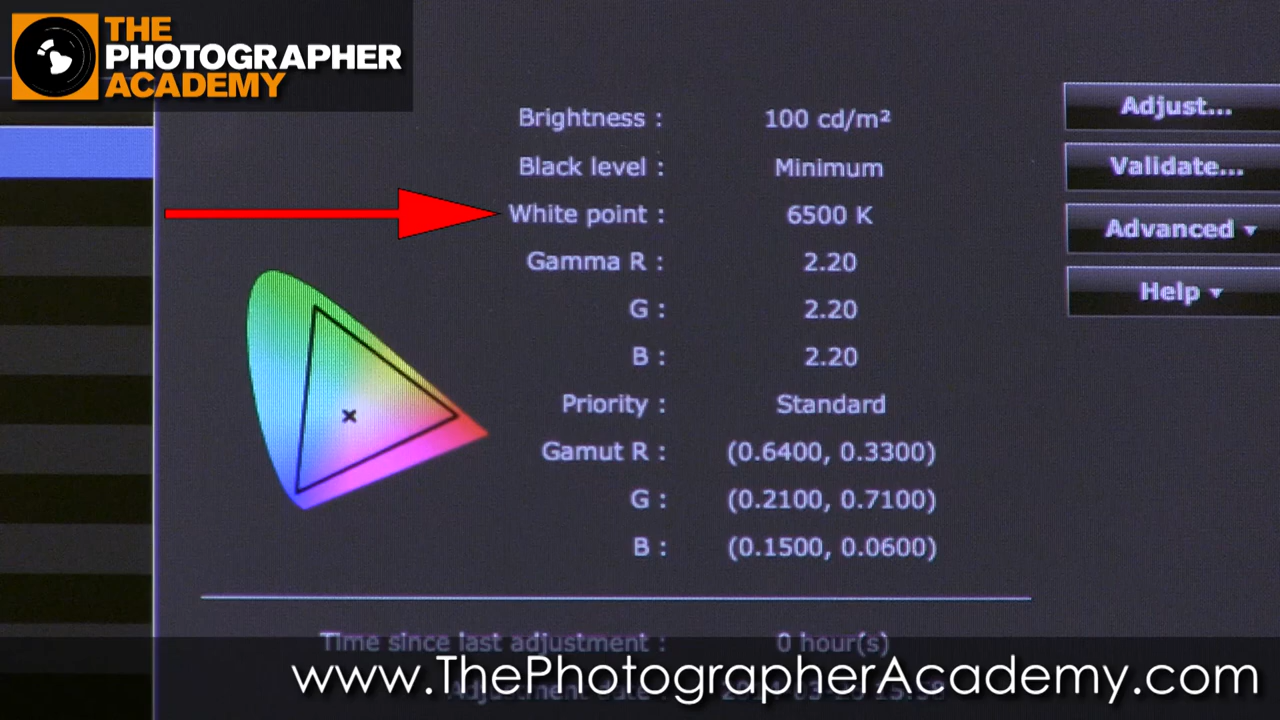 THE
PHOTOGRAPHER
ACADEMY
Brightness : 100 cd/m²
Black level : Minimum
White point : 6500 K
Gamma R : 2.20
G : 2.20
B : 2.20
Priority : Standard
Gamut R : (0.6400, 0.3300)
G : (0.2100, 0.7100)
B : (0.1500, 0.0600)
Adjust...
Validate...
Advanced
Help
Time since last adjustment : 0 hour(s)
Adjustment date :
www.ThePhotographerAcademy.com